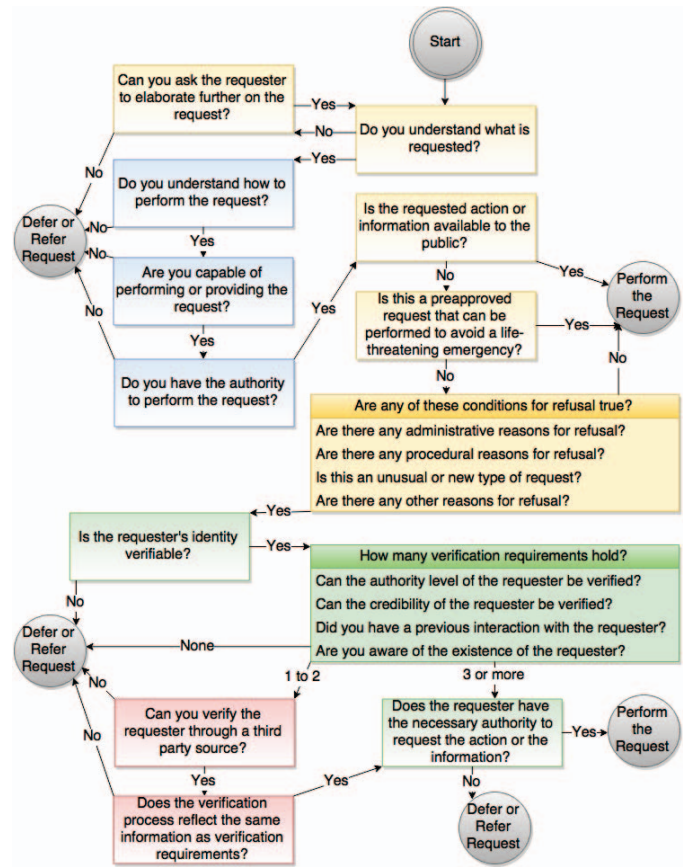 Start
Can you ask the requester
to elaborate further on the
request?
Yes
No
Do you understand what is
requested?
Yes
No
Do you understand how to
perform the request?
Defer or
Refer
Request
No
Yes
No
Are you capable of
performing or providing
the request?
No
Yes
Do you have the authority
to perform the request?
Yes
Is the requested action or
information available to the
public?
Yes
No
Perform
the
Request
Is this a preapproved
request that can be
performed to avoid a life-
threatening emergency?
Yes
No
No
Are any of these conditions for refusal true?
Are there any administrative reasons for refusal?
Are there any procedural reasons for refusal?
Is this an unusual or new type of request?
Are there any other reasons for refusal?
Yes
Is the requester's identity
verifiable?
Yes
No
How many verification requirements hold?
Can the authority level of the requester be verified?
Can the credibility of the requester be verified?
Did you have a previous interaction with the requester?
Are you aware of the existence of the requester?
Defer or
Refer
Request
None
1 to 2
3 or more
No
Can you verify the
requester through a third
party source?
No
Yes
Does the verification
process reflect the same
information as verification
requirements?
Yes
Does the requester have
the necessary authority to
request the action or the
information?
Yes
Perform
the
Request
No
Defer or
Refer
Request